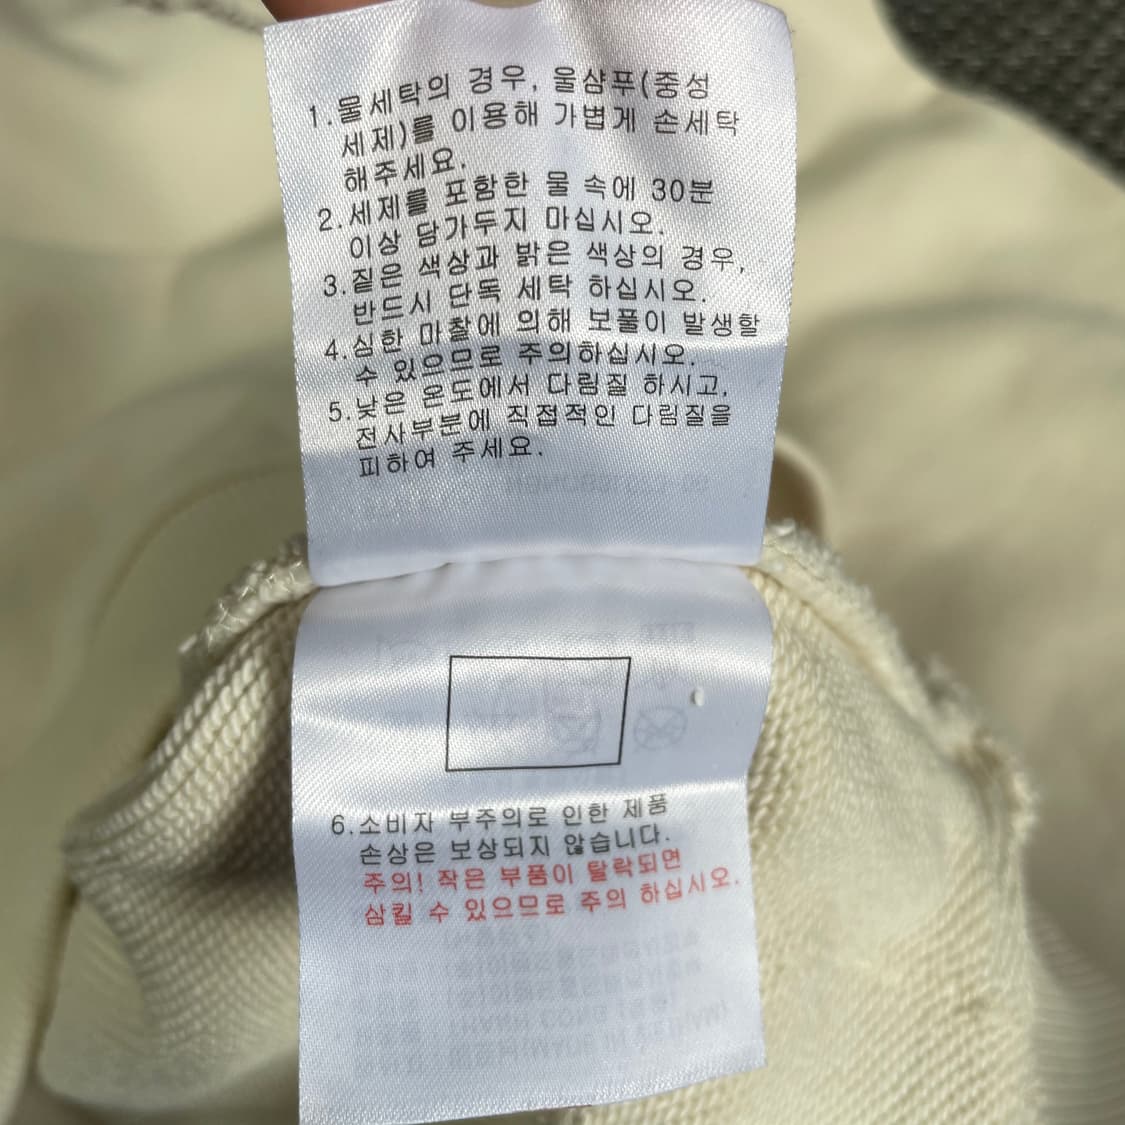 1.물세탁의 경우, 울샴푸(중성
세제)를 이용해 가볍게 손세탁
해주세요.
2.세제를 포함한 물 속에 30분
이상 담가두지 마십시오.
3.짙은 색상과 밝은 색상의 경우,
반드시 단독 세탁 하십시오.
4.심한 마찰에 의해 보풀이 발생할
수 있으므로 주의하십시오.
5.낮은 온도에서 다림질 하시고,
전사부분에 직접적인 다림질을
피하여 주세요.
6.소비자 부주의로 인한 제품
손상은 보상되지 않습니다.
주의! 작은 부품이 탈락되면
삼킬 수 있으므로 주의 하십시오.